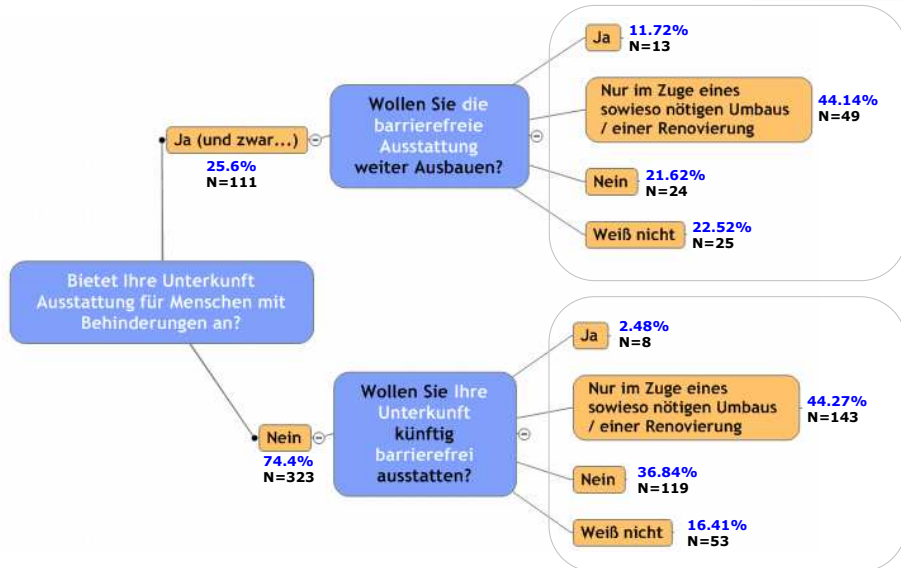 Bietet Ihre Unterkunft
Ausstattung für Menschen mit
Behinderungen an?
Ja (und zwar...)
25.6%
N=111
Wollen Sie die
barrierefreie
Ausstattung
weiter Ausbauen?
Ja
11.72%
N=13
Nur im Zuge eines
sowieso nötigen Umbaus
/ einer Renovierung
44.14%
N=49
Nein
21.62%
N=24
Weiß nicht
22.52%
N=25
Nein
74.4%
N=323
Wollen Sie Ihre
Unterkunft
künftig
barrierefrei
ausstatten?
Ja
2.48%
N=8
Nur im Zuge eines
sowieso nötigen Umbaus
/ einer Renovierung
44.27%
N=143
Nein
36.84%
N=119
Weiß nicht
16.41%
N=53